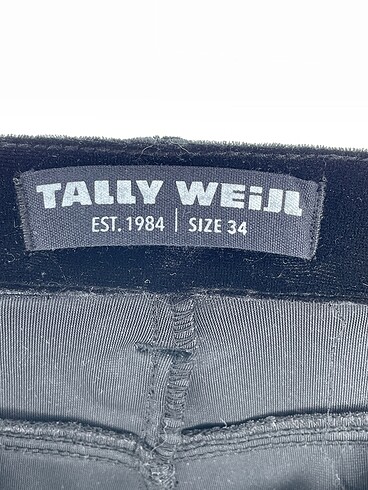 TALLY WEiJL
EST. 1984 | SIZE 34